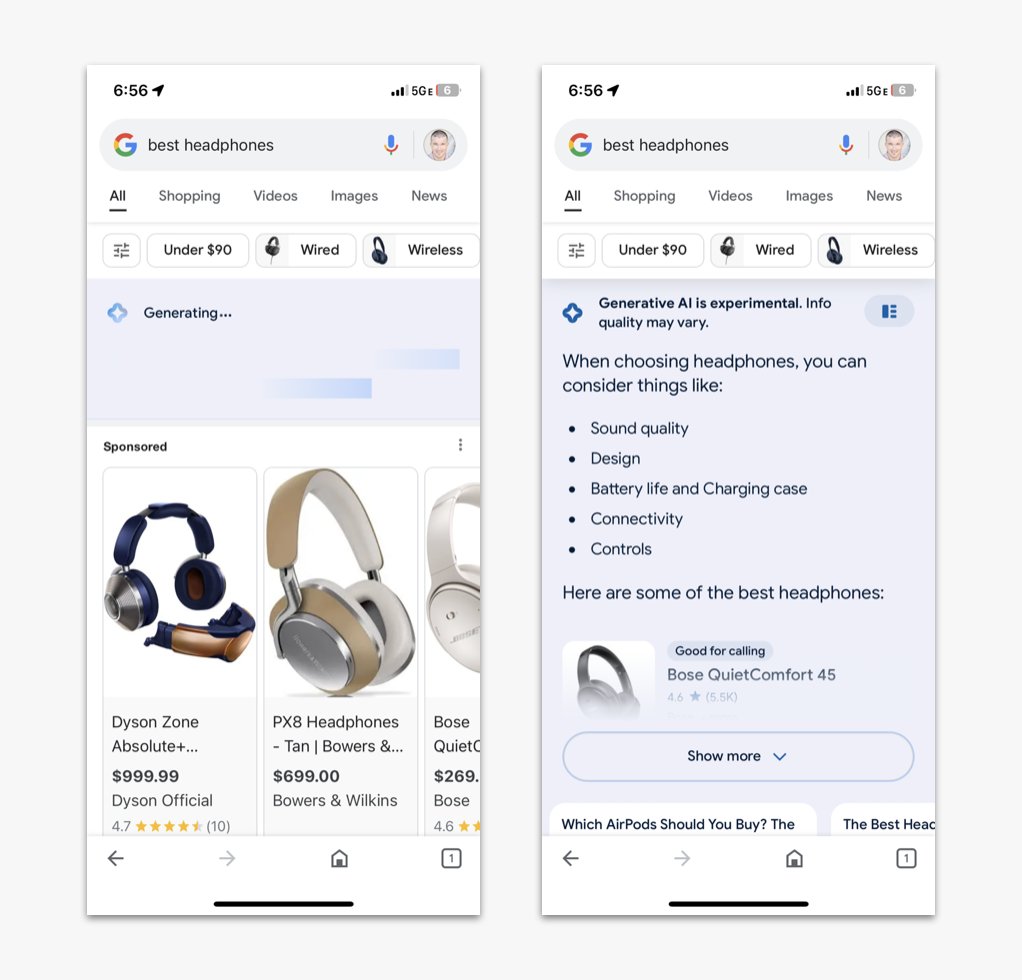 6:56
5GE 6
best headphones
All Shopping Videos Images News
Under $90 Wired Wireless
Generating...
Sponsored
Dyson Zone
Absolute+...
$999.99
Dyson Official
4.7 (10)
PX8 Headphones
- Tan | Bowers &...
$699.00
Bowers & Wilkins
Bose
QuietC
$269.
Bose
4.6
1
6:56
5GE 6
best headphones
All Shopping Videos Images News
Under $90 Wired Wireless
Generative AI is experimental. Info
quality may vary.
When choosing headphones, you can
consider things like:
• Sound quality
• Design
• Battery life and Charging case
• Connectivity
• Controls
Here are some of the best headphones:
Good for calling
Bose QuietComfort 45
4.6 ★ (5.5K)
Show more
Which AirPods Should You Buy? The
The Best Head
1